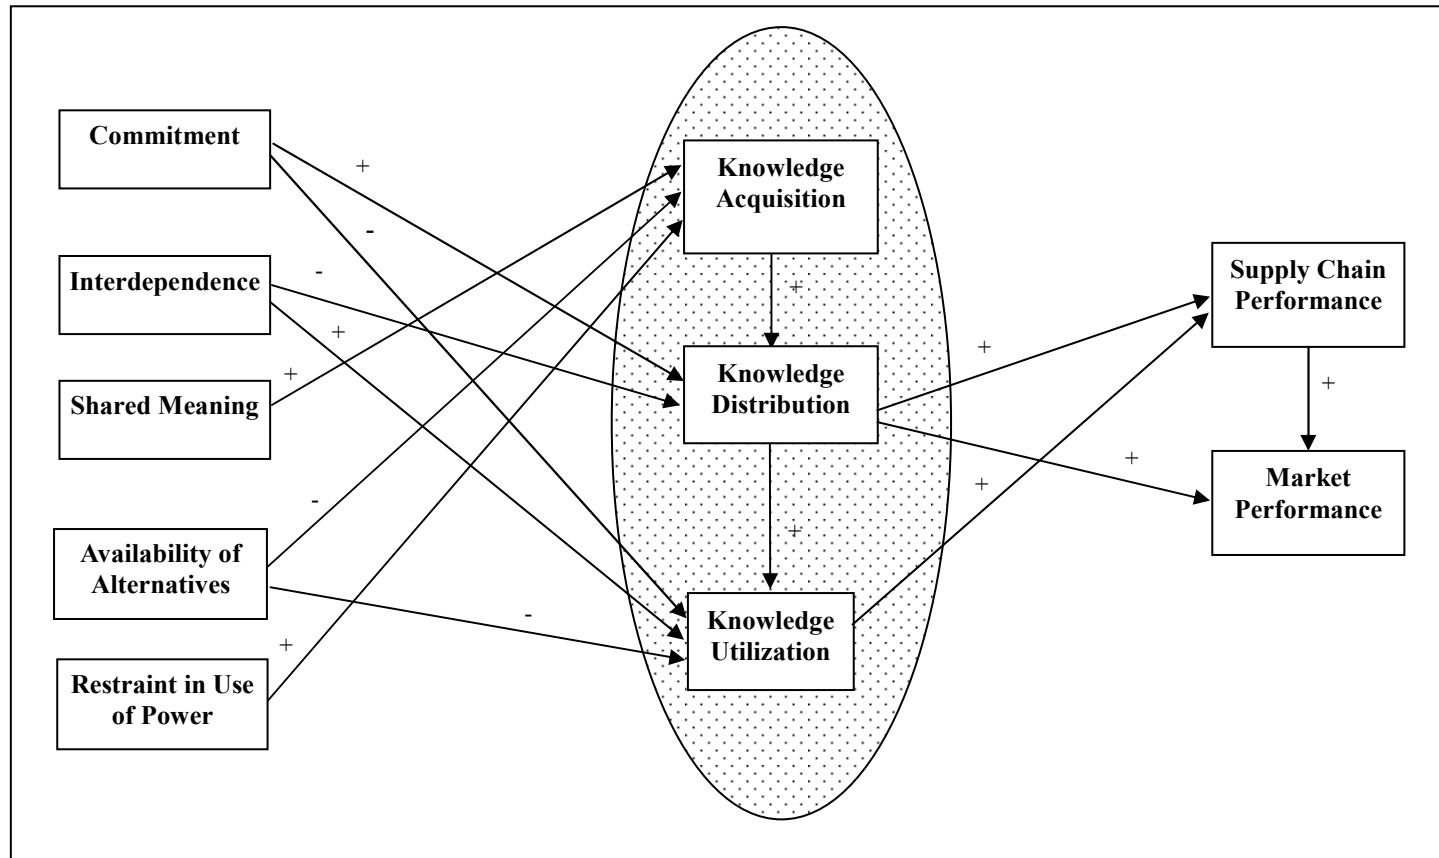 Commitment
Interdependence
Shared Meaning
Availability of
Alternatives
Restraint in Use
of Power
+
-
-
+
+
-
-
+
Knowledge
Acquisition
+
Knowledge
Distribution
+
Knowledge
Utilization
+
+
+
Supply Chain
Performance
+
Market
Performance